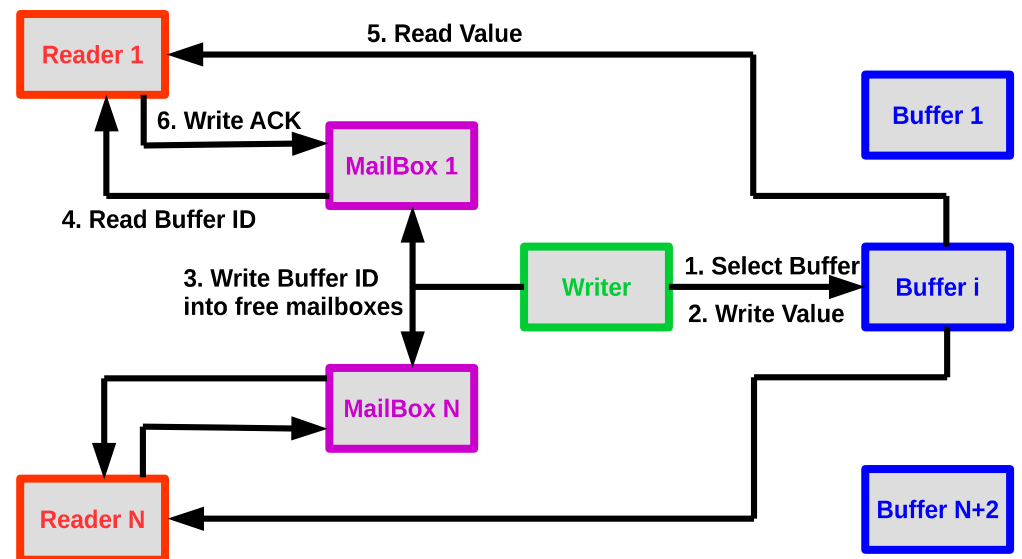 5. Read Value
Reader 1
Buffer 1
6. Write ACK
MailBox 1
4. Read Buffer ID
3. Write Buffer ID
into free mailboxes
Writer
1. Select Buffer
2. Write Value
Buffer i
MailBox N
Reader N
Buffer N+2